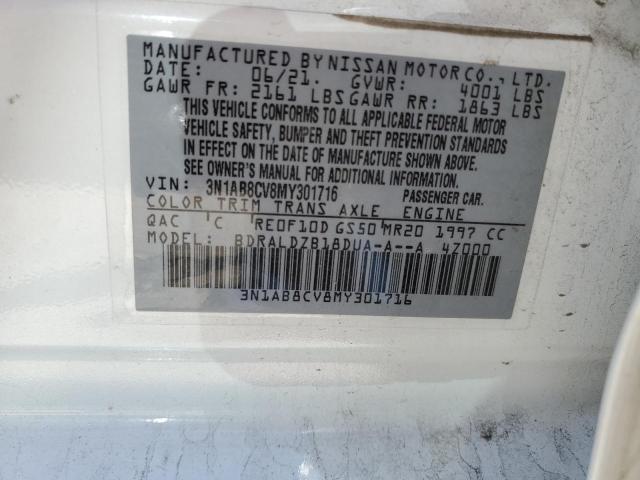 MANUFACTURED BY NISSAN MOTOR CO., LTD.
DATE: 06/21. GVWR: 4001 LBS
GAWR FR: 2161 LBS GAWR RR: 1863 LBS
THIS VEHICLE CONFORMS TO ALL APPLICABLE FEDERAL MOTOR
VEHICLE SAFETY, BUMPER AND THEFT PREVENTION STANDARDS
IN EFFECT ON THE DATE OF MANUFACTURE SHOWN ABOVE.
SEE OWNER'S MANUAL FOR ADDITIONAL INFORMATION
VIN: 3N1AB8CV8MY301716 PASSENGER CAR.
COLOR TRIM TRANS AXLE ENGINE
QAC C RE0F10D GS50 MR20 1997 CC
MODEL: BDRALDZB18DUA-A--A 47000
3N1AB8CV8MY301716